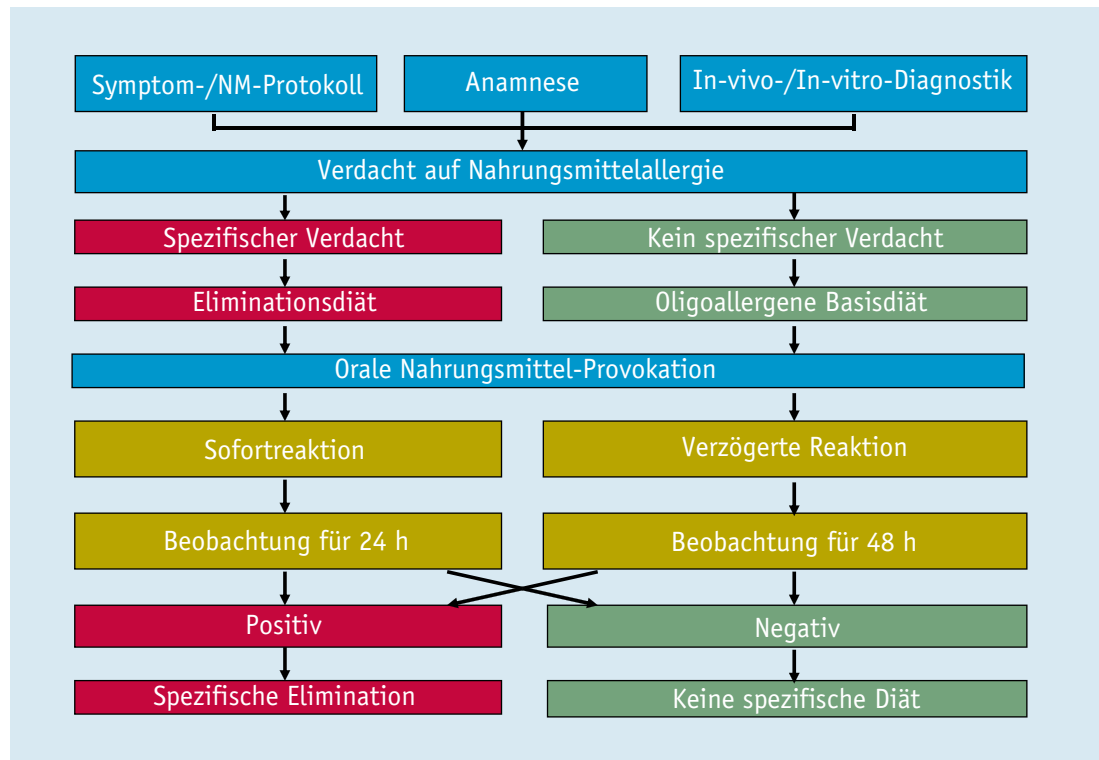 Symptom-/NM-Protokoll
Anamnese
In-vivo-/In-vitro-Diagnostik
Verdacht auf Nahrungsmittelallergie
Spezifischer Verdacht
Kein spezifischer Verdacht
Eliminationsdiät
Oligoallergene Basisdiät
Orale Nahrungsmittel-Provokation
Sofortreaktion
Verzögerte Reaktion
Beobachtung für 24 h
Beobachtung für 48 h
Positiv
Negativ
Spezifische Elimination
Keine spezifische Diät